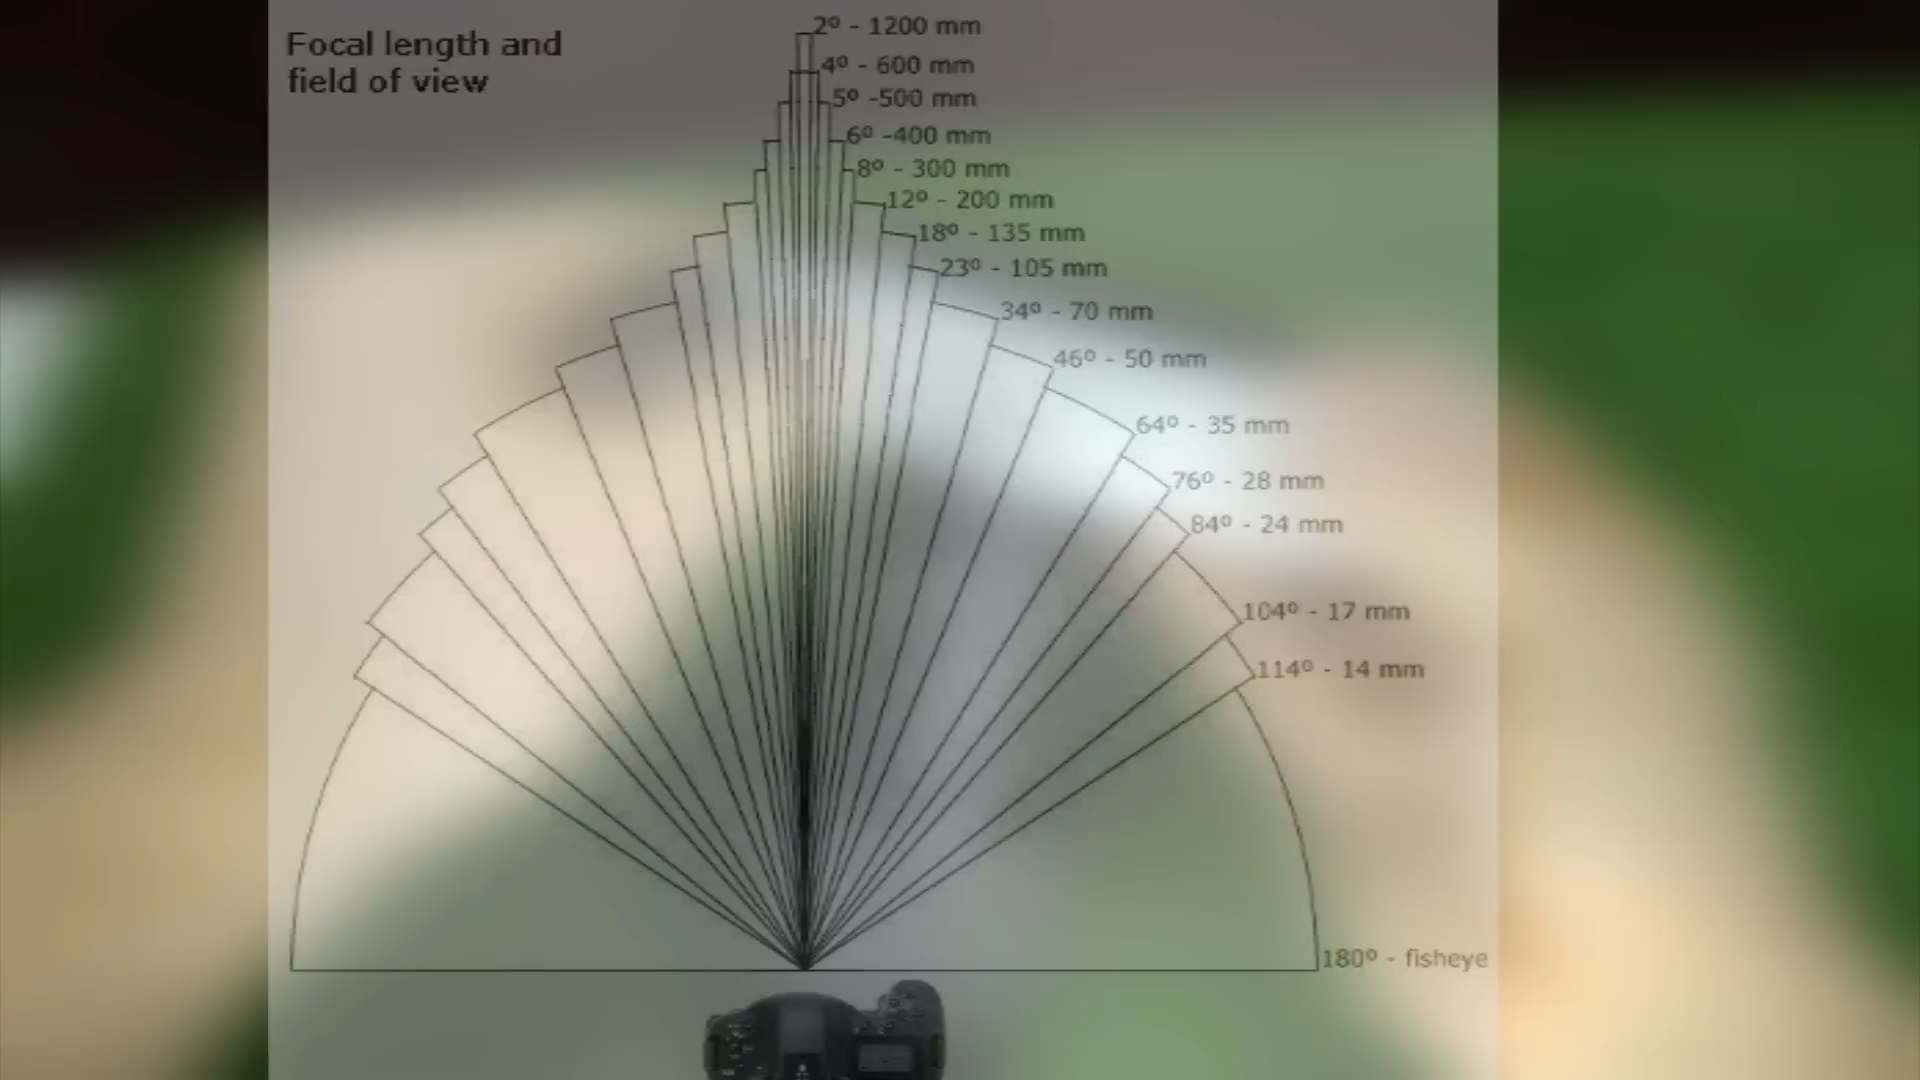 Focal length and
field of view
2º - 1200 mm
4º - 600 mm
5º -500 mm
6º -400 mm
8º - 300 mm
12º - 200 mm
18º - 135 mm
23º - 105 mm
34º - 70 mm
46º - 50 mm
64º - 35 mm
76º - 28 mm
84º - 24 mm
104º - 17 mm
114º - 14 mm
180º - fisheye